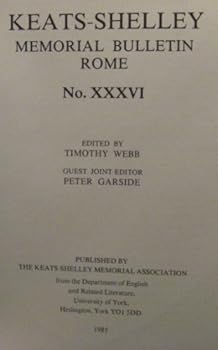 KEATS-SHELLEY
MEMORIAL BULLETIN
ROME
No. XXXVI
EDITED BY
TIMOTHY WEBB
GUEST JOINT EDITOR
PETER GARSIDE
PUBLISHED BY
THE KEATS-SHELLEY MEMORIAL ASSOCIATION
from the Department of English
and Related Literature,
University of York,
Heslington, York YO1 5DD
1985